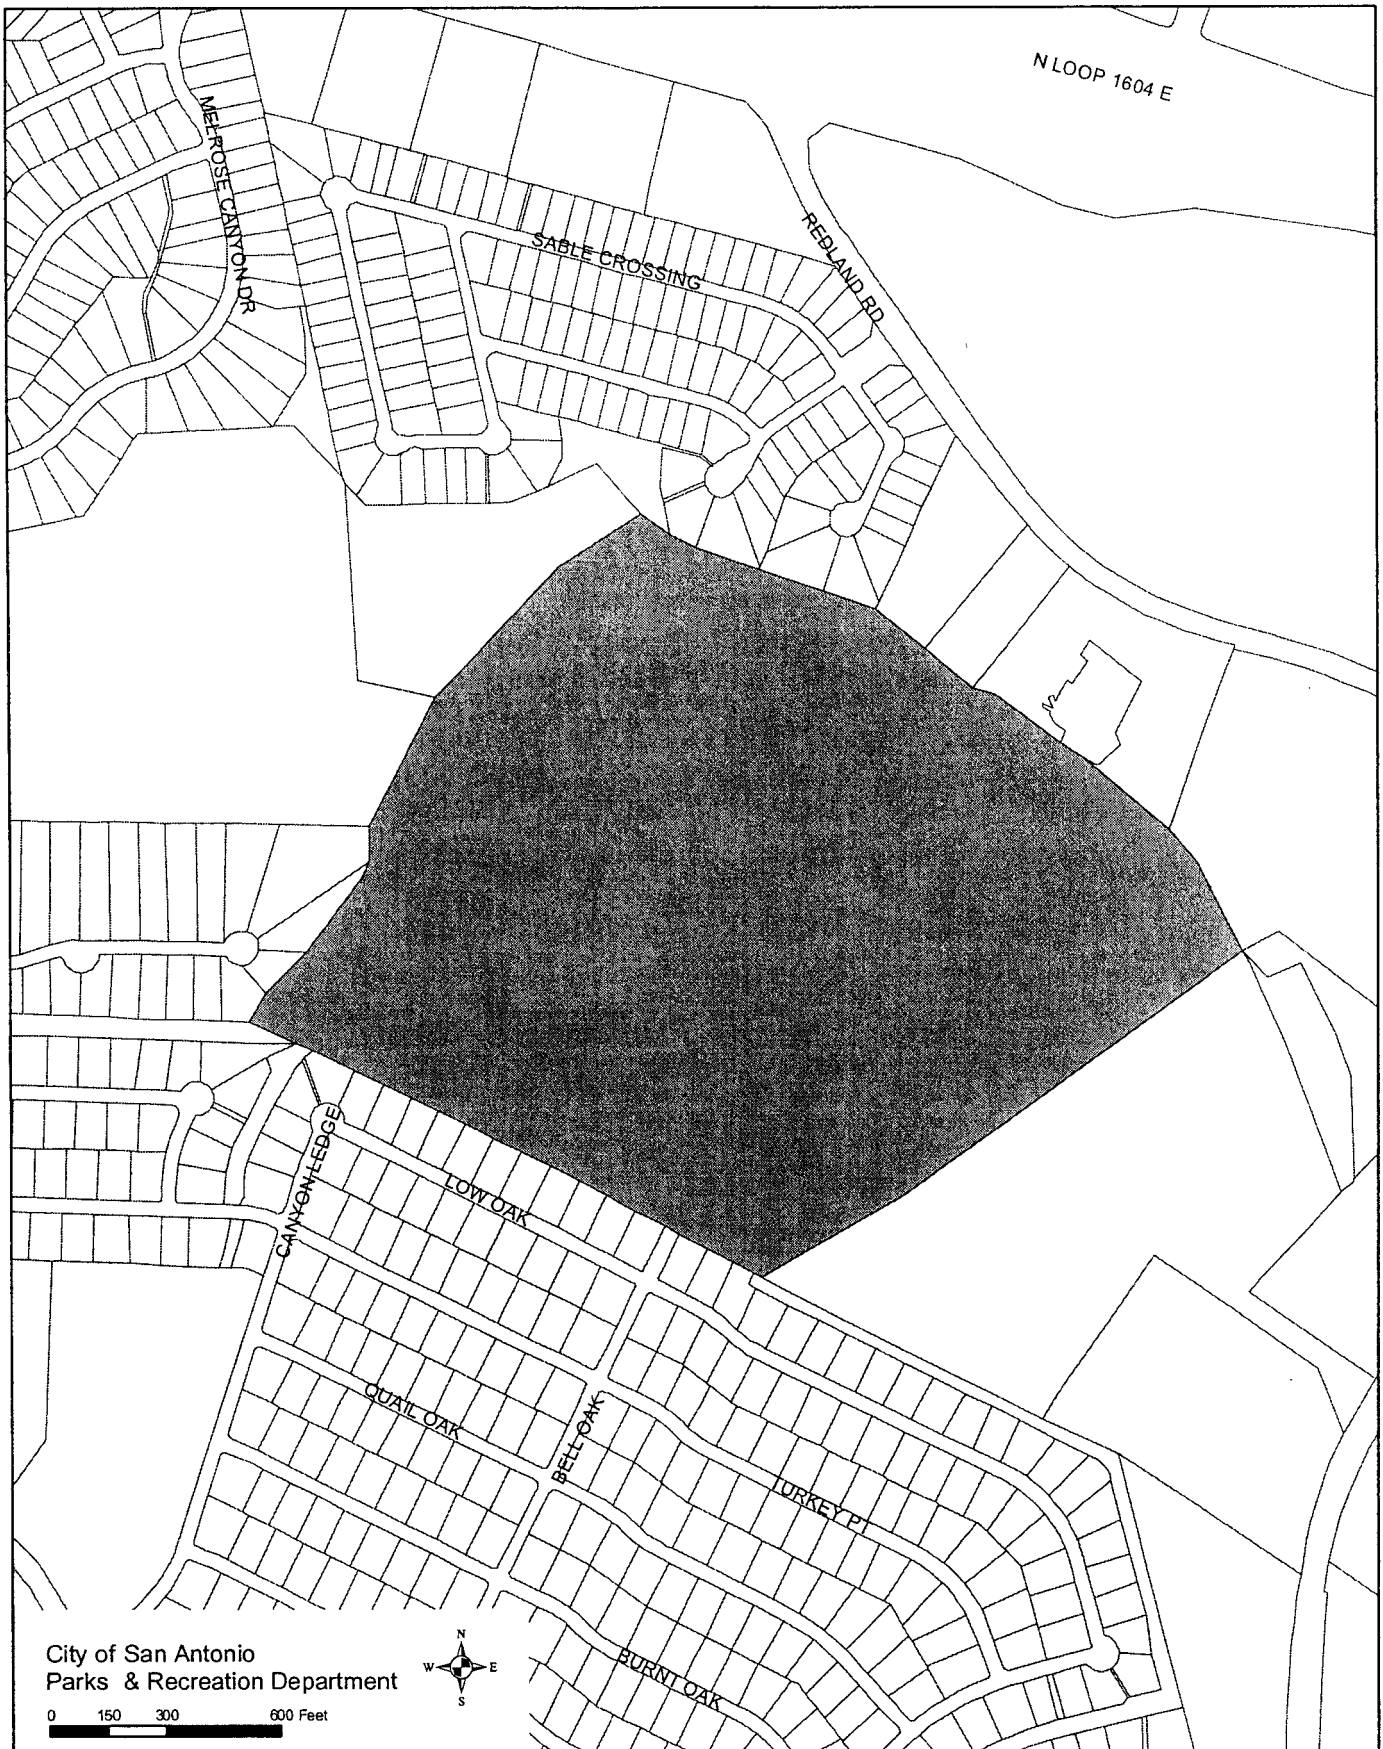 N LOOP 1604 E
MELROSE CANYON DR
SABLE CROSSING
REDLAND RD
CANYON LEDGE
LOW OAK
QUAIL OAK
BELL OAK
TURKEY PT
BURNT OAK
City of San Antonio
Parks & Recreation Department
N
W E
S
0 150 300 600 Feet